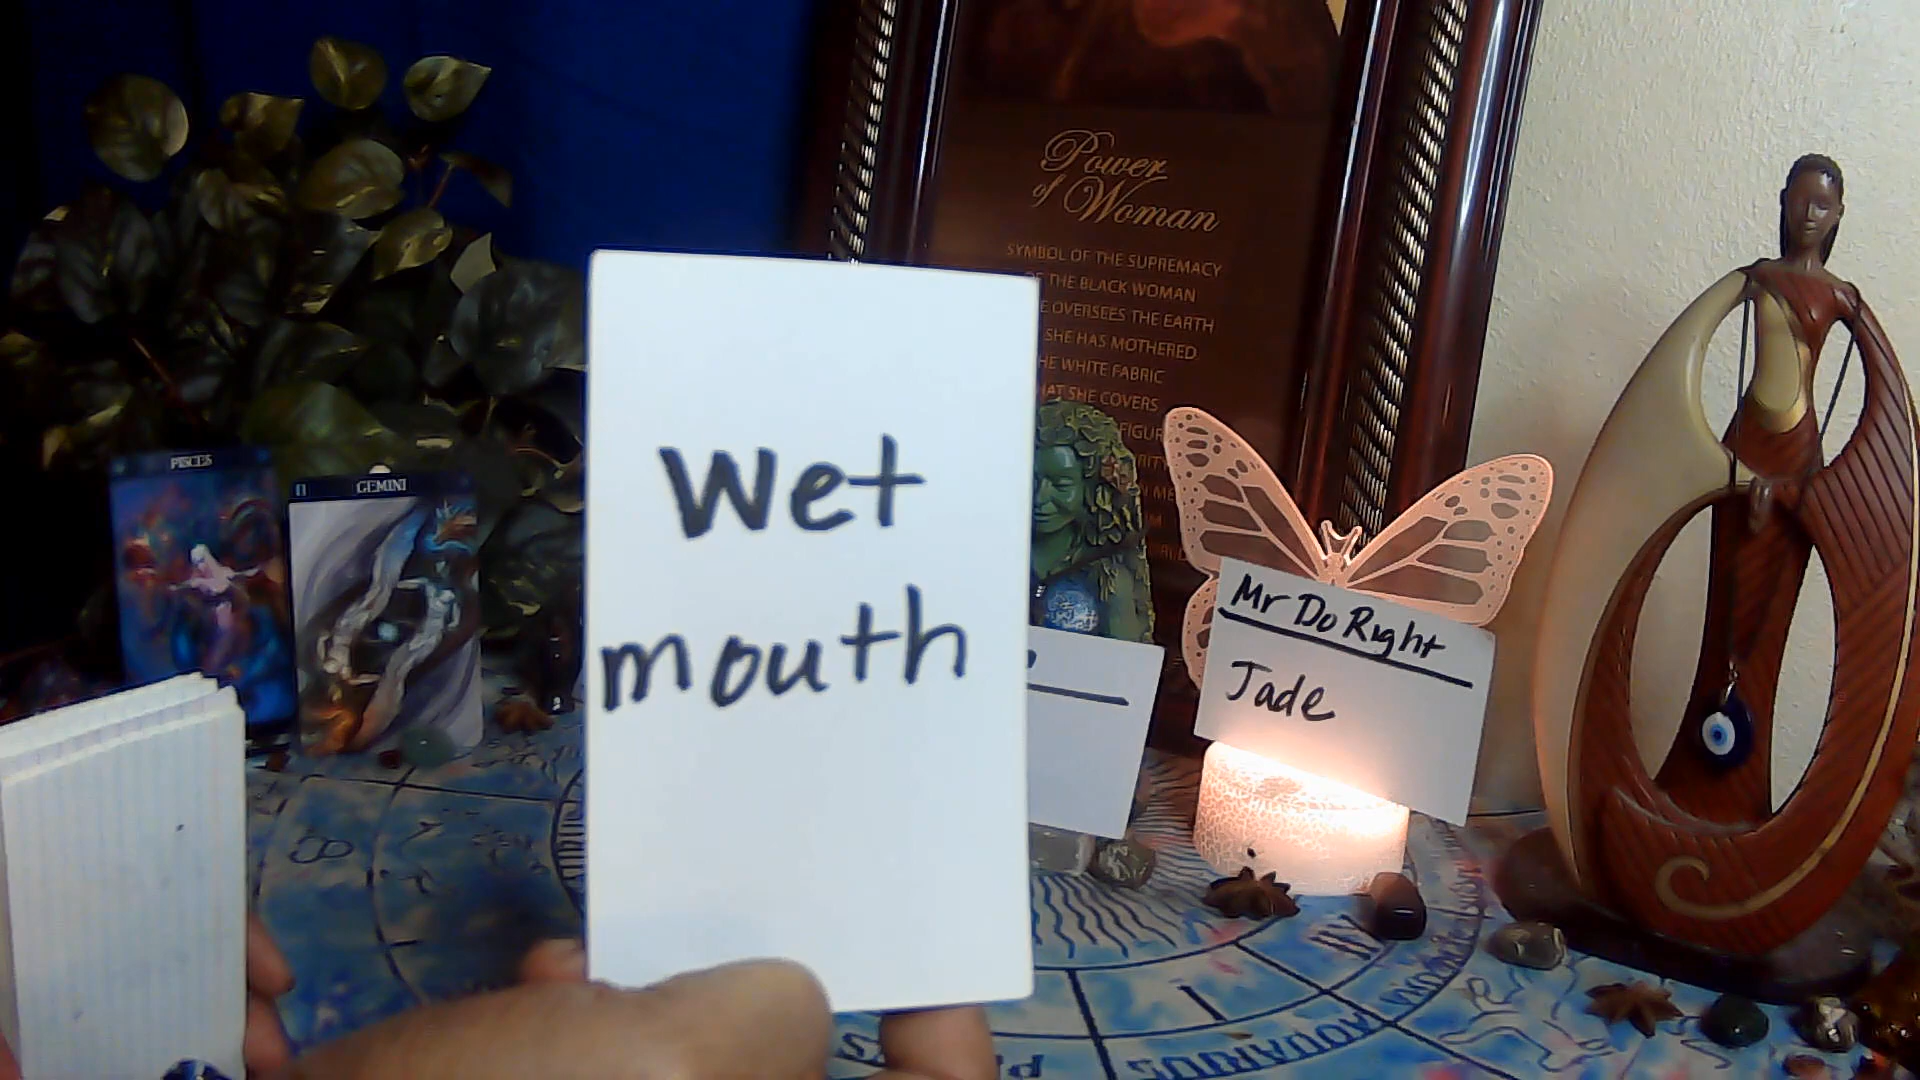 Power
of Woman
SYMBOL OF THE SUPREMACY
THE BLACK WOMAN
OVERSEES THE EARTH
SHE HAS MOTHERED
WHITE FABRIC
SHE COVERS
PISCES
GEMINI
Wet
mouth
Mr Do Right
Jade
AQUARIUS